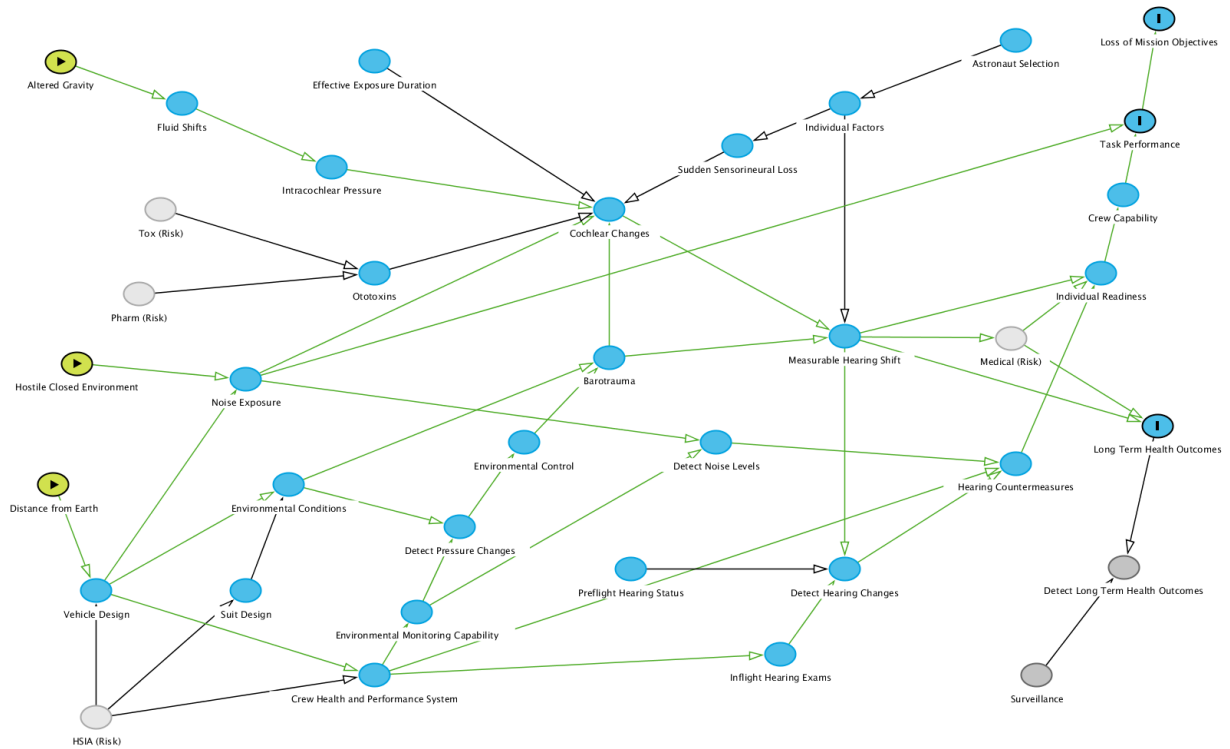 Loss of Mission Objectives
Astronaut Selection
Altered Gravity
Effective Exposure Duration
Fluid Shifts
Individual Factors
Task Performance
Sudden Sensorineural Loss
Intracochlear Pressure
Crew Capability
Tox (Risk)
Cochlear Changes
Ototoxins
Individual Readiness
Pharm (Risk)
Measurable Hearing Shift
Medical (Risk)
Barotrauma
Hostile Closed Environment
Noise Exposure
Long Term Health Outcomes
Environmental Control
Detect Noise Levels
Hearing Countermeasures
Distance from Earth
Environmental Conditions
Detect Pressure Changes
Detect Long Term Health Outcomes
Preflight Hearing Status
Detect Hearing Changes
Vehicle Design
Suit Design
Environmental Monitoring Capability
Inflight Hearing Exams
Crew Health and Performance System
Surveillance
HSIA (Risk)